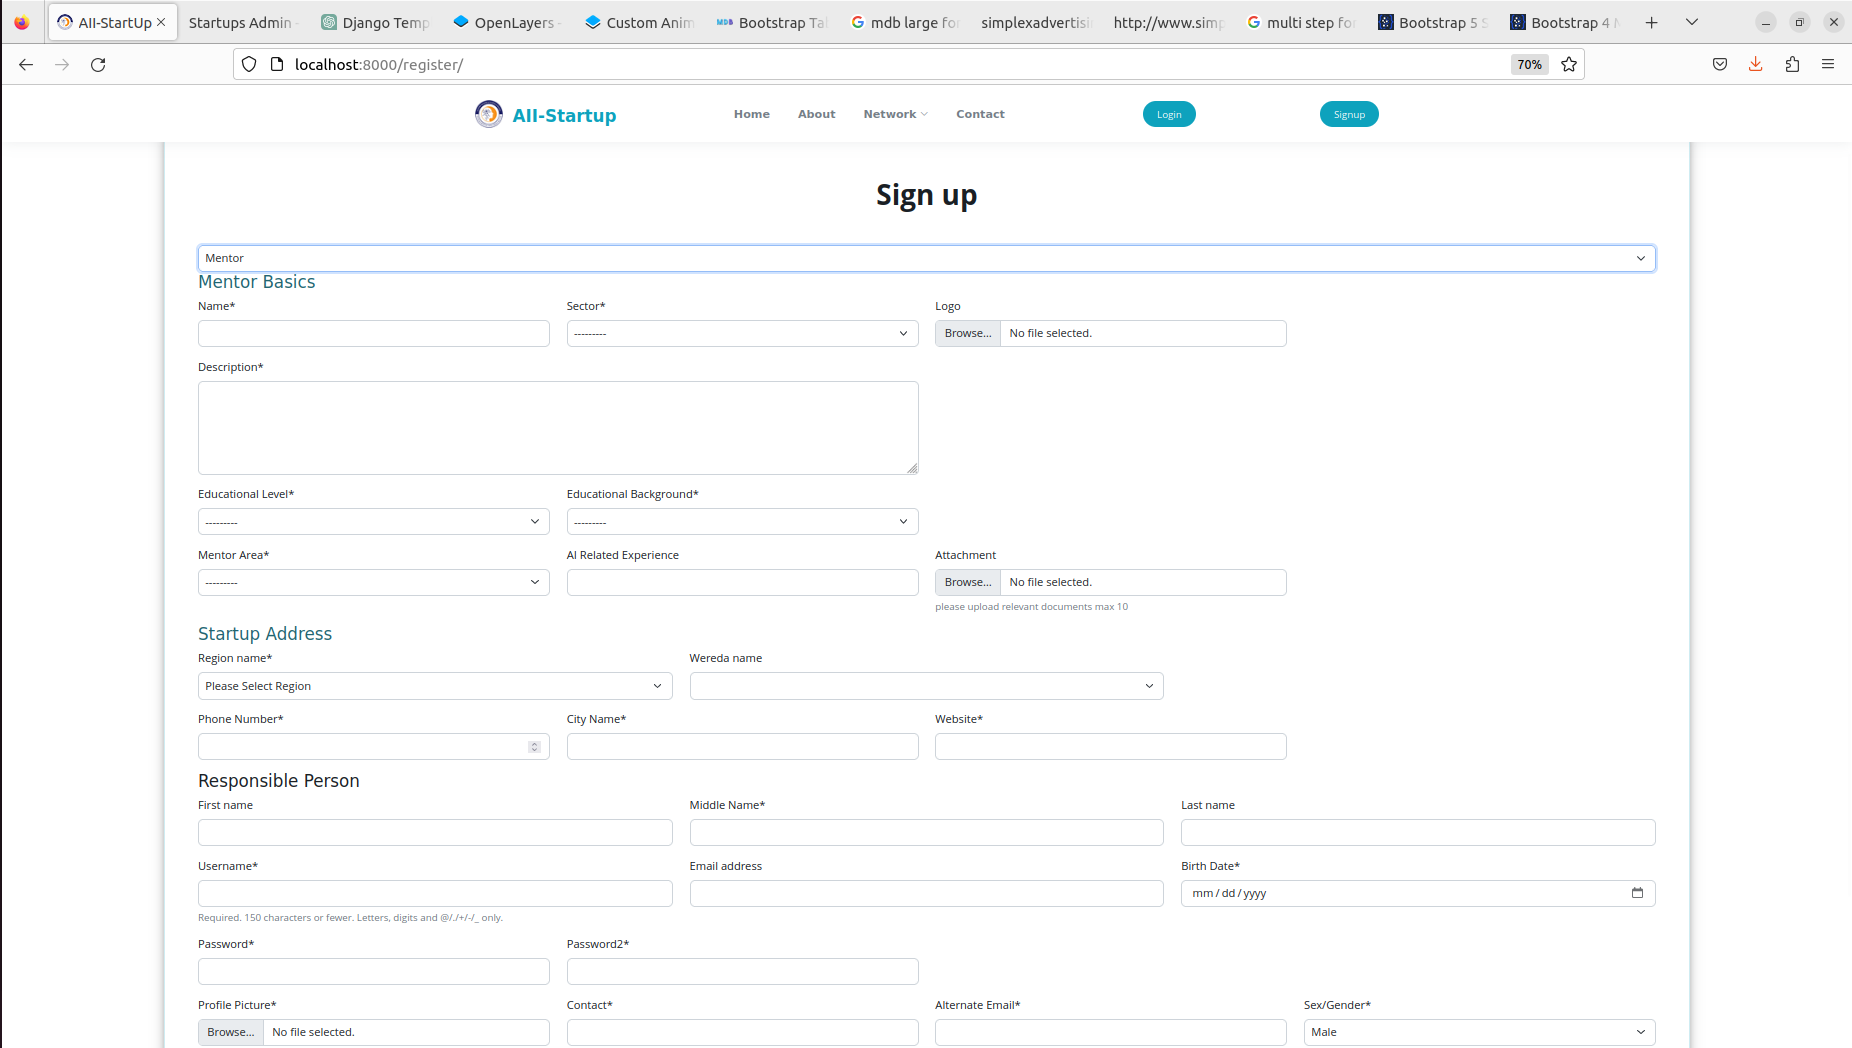 AII-StartUp
Startups Admin
Django Temp
OpenLayers
Custom Anim
MDB Bootstrap Ta
mdb large fo
simplexadvertisi
http://www.simp
multi step fo
Bootstrap 5 S
Bootstrap 4 M
localhost:8000/register/
70%
AII-Startup
Home
About
Network
Contact
Login
Signup
Sign up
Mentor
Mentor Basics
Name*
Sector*
Logo
---------
Browse...
No file selected.
Description*
Educational Level*
Educational Background*
---------
---------
Mentor Area*
AI Related Experience
Attachment
---------
Browse...
No file selected.
please upload relevant documents max 10
Startup Address
Region name*
Wereda name
Please Select Region
Phone Number*
City Name*
Website*
Responsible Person
First name
Middle Name*
Last name
Username*
Email address
Birth Date*
mm/dd/yyyy
Required. 150 characters or fewer. Letters, digits and @/./+/-/_ only.
Password*
Password2*
Profile Picture*
Contact*
Alternate Email*
Sex/Gender*
Browse...
No file selected.
Male